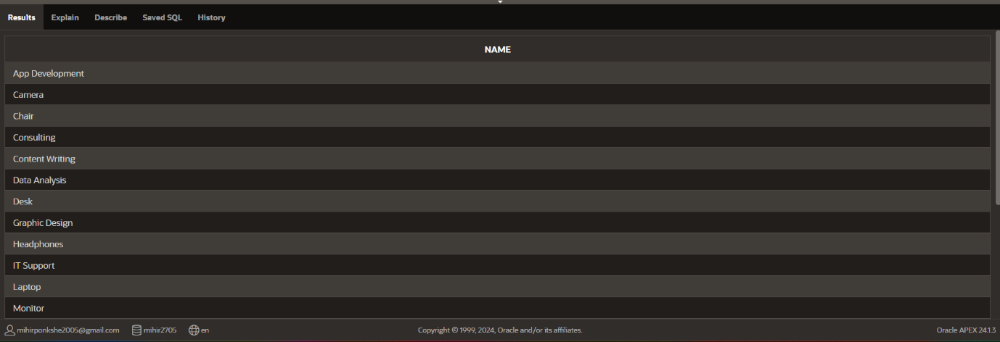 Results Explain Describe Saved SQL History
NAME
App Development
Camera
Chair
Consulting
Content Writing
Data Analysis
Desk
Graphic Design
Headphones
IT Support
Laptop
Monitor
mihirponkshe2005@gmail.com mihir2705 en Copyright © 1999, 2024, Oracle and/or its affiliates. Oracle APEX 24.1.3